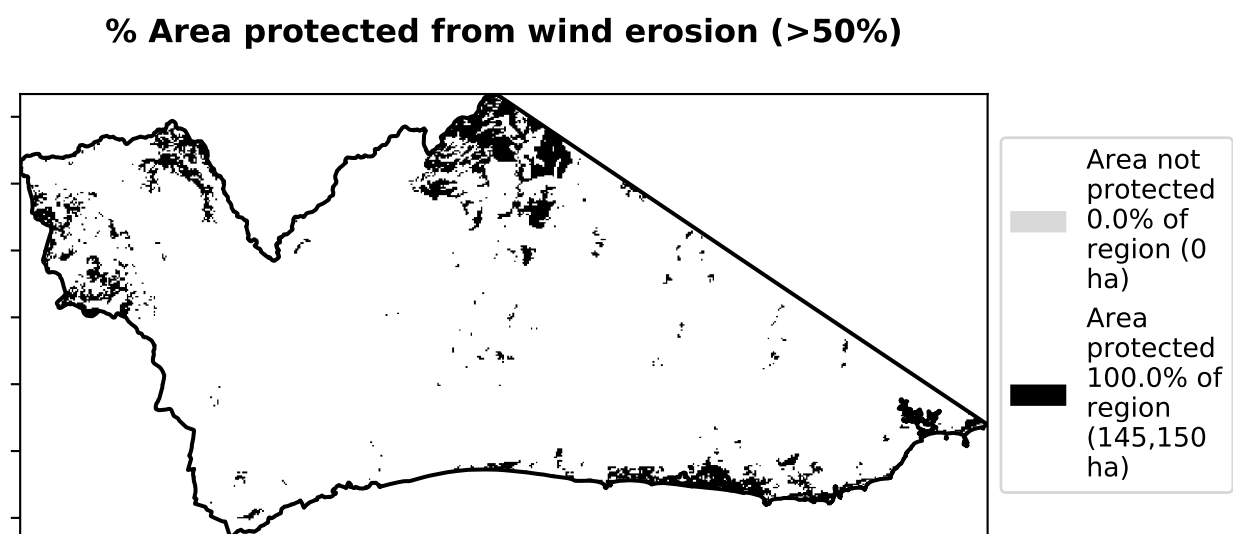 % Area protected from wind erosion (>50%)
Area not
protected
0.0% of
region (0
ha)
Area
protected
100.0% of
region
(145,150
ha)